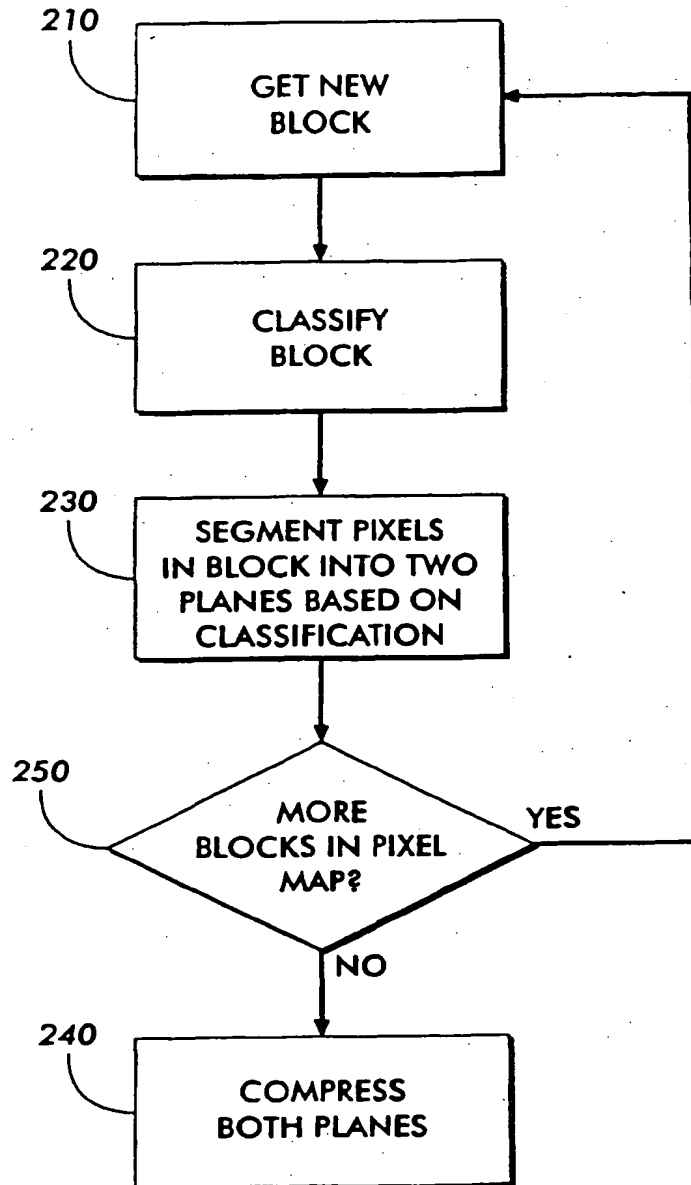 210
GET NEW
BLOCK
220
CLASSIFY
BLOCK
230
SEGMENT PIXELS
IN BLOCK INTO TWO
PLANES BASED ON
CLASSIFICATION
250
MORE
BLOCKS IN PIXEL
MAP?
YES
NO
240
COMPRESS
BOTH PLANES